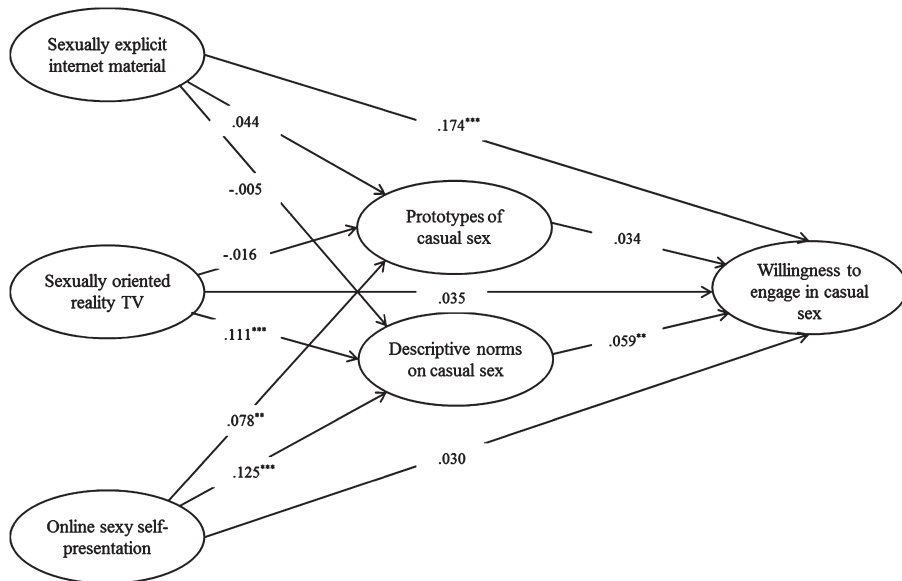 Sexually explicit
internet material
.044
.174***
-.005
Prototypes of
casual sex
.034
-.016
Sexually oriented
reality TV
.035
Willingness to
engage in casual
sex
.111***
Descriptive norms
on casual sex
.059**
.078**
.125***
.030
Online sexy self-
presentation